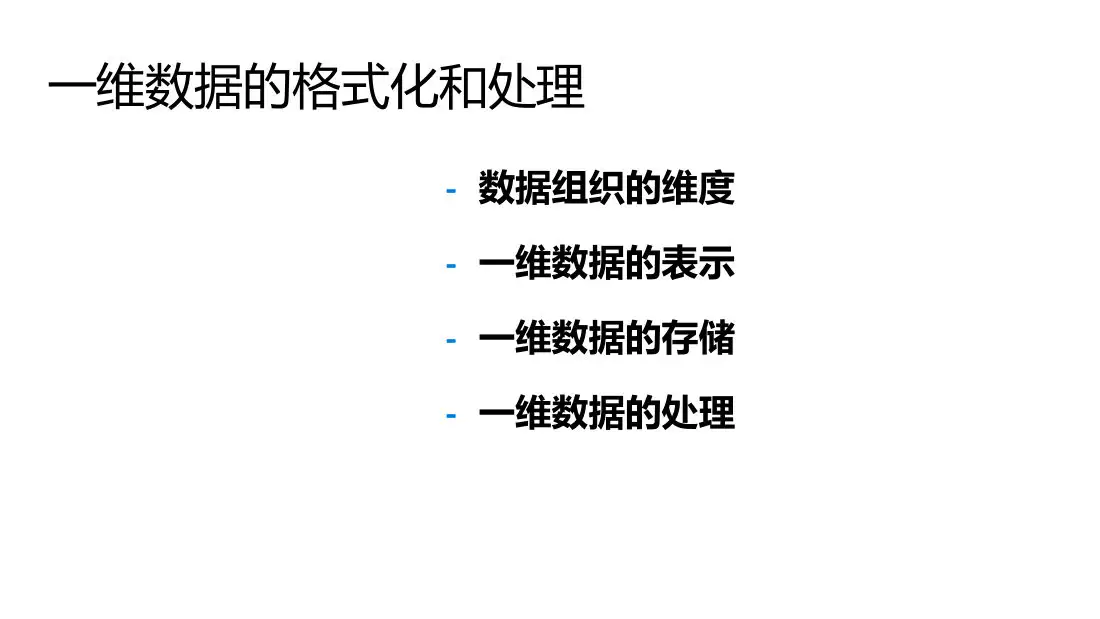 一维数据的格式化和处理
- 数据组织的维度
- 一维数据的表示
- 一维数据的存储
- 一维数据的处理